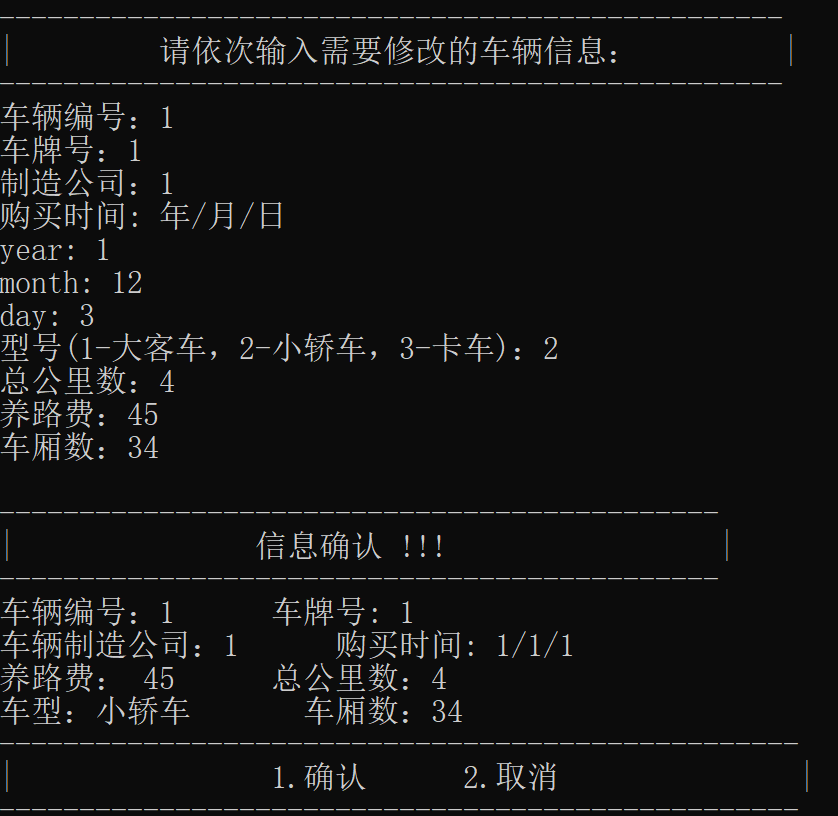 -------------------------------------------------
|         请依次输入需要修改的车辆信息:          |
-------------------------------------------------
车辆编号: 1
车牌号: 1
制造公司: 1
购买时间: 年/月/日
year: 1
month: 12
day: 3
型号(1-大客车, 2-小轿车, 3-卡车): 2
总公里数: 4
养路费: 45
车厢数: 34
---------------------------------------------
|               信息确认 !!!                 |
---------------------------------------------
车辆编号: 1      车牌号: 1
车辆制造公司: 1      购买时间: 1/1/1
养路费:  45      总公里数: 4
车型: 小轿车       车厢数: 34
--------------------------------------------------
|                1.确认      2.取消               |
--------------------------------------------------